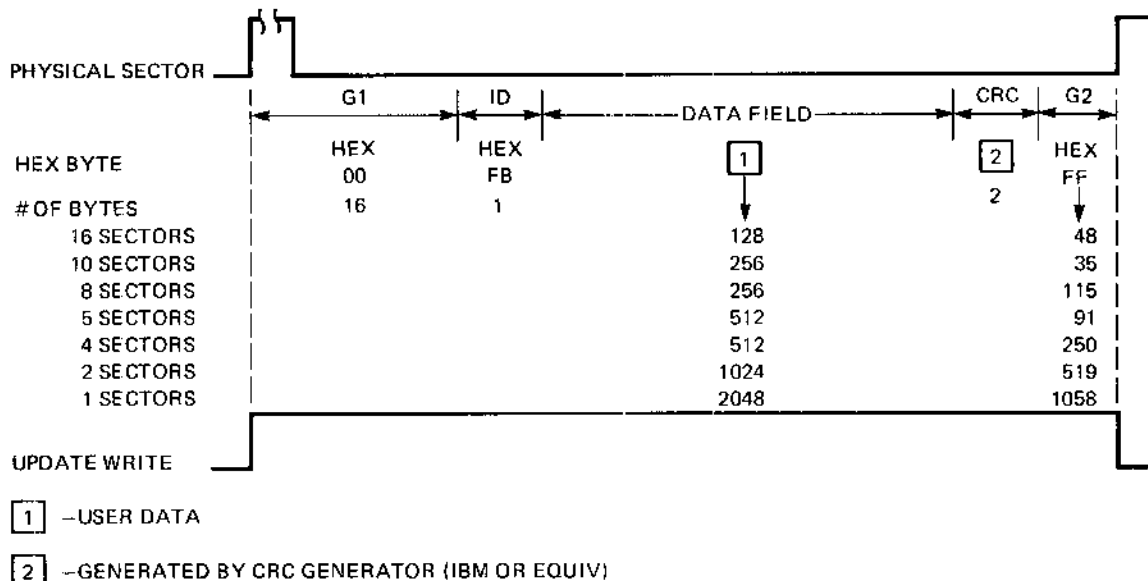 PHYSICAL SECTOR
G1 ID DATA FIELD CRC G2
HEX BYTE HEX 00 HEX FB 1 2 HEX FF
# OF BYTES 16 1 2
16 SECTORS 128 48
10 SECTORS 256 35
8 SECTORS 256 115
5 SECTORS 512 91
4 SECTORS 512 250
2 SECTORS 1024 519
1 SECTORS 2048 1058
UPDATE WRITE
1 –USER DATA
2 –GENERATED BY CRC GENERATOR (IBM OR EQUIV)